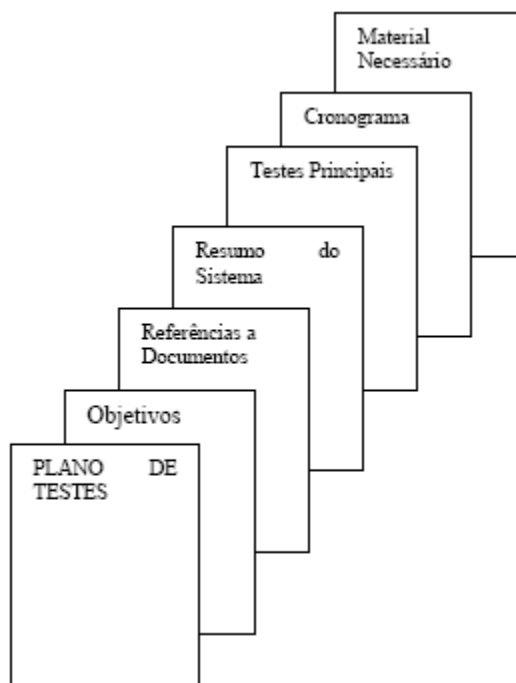 Material
Necessário
Cronograma
Testes Principais
Resumo do
Sistema
Referências a
Documentos
Objetivos
PLANO DE
TESTES